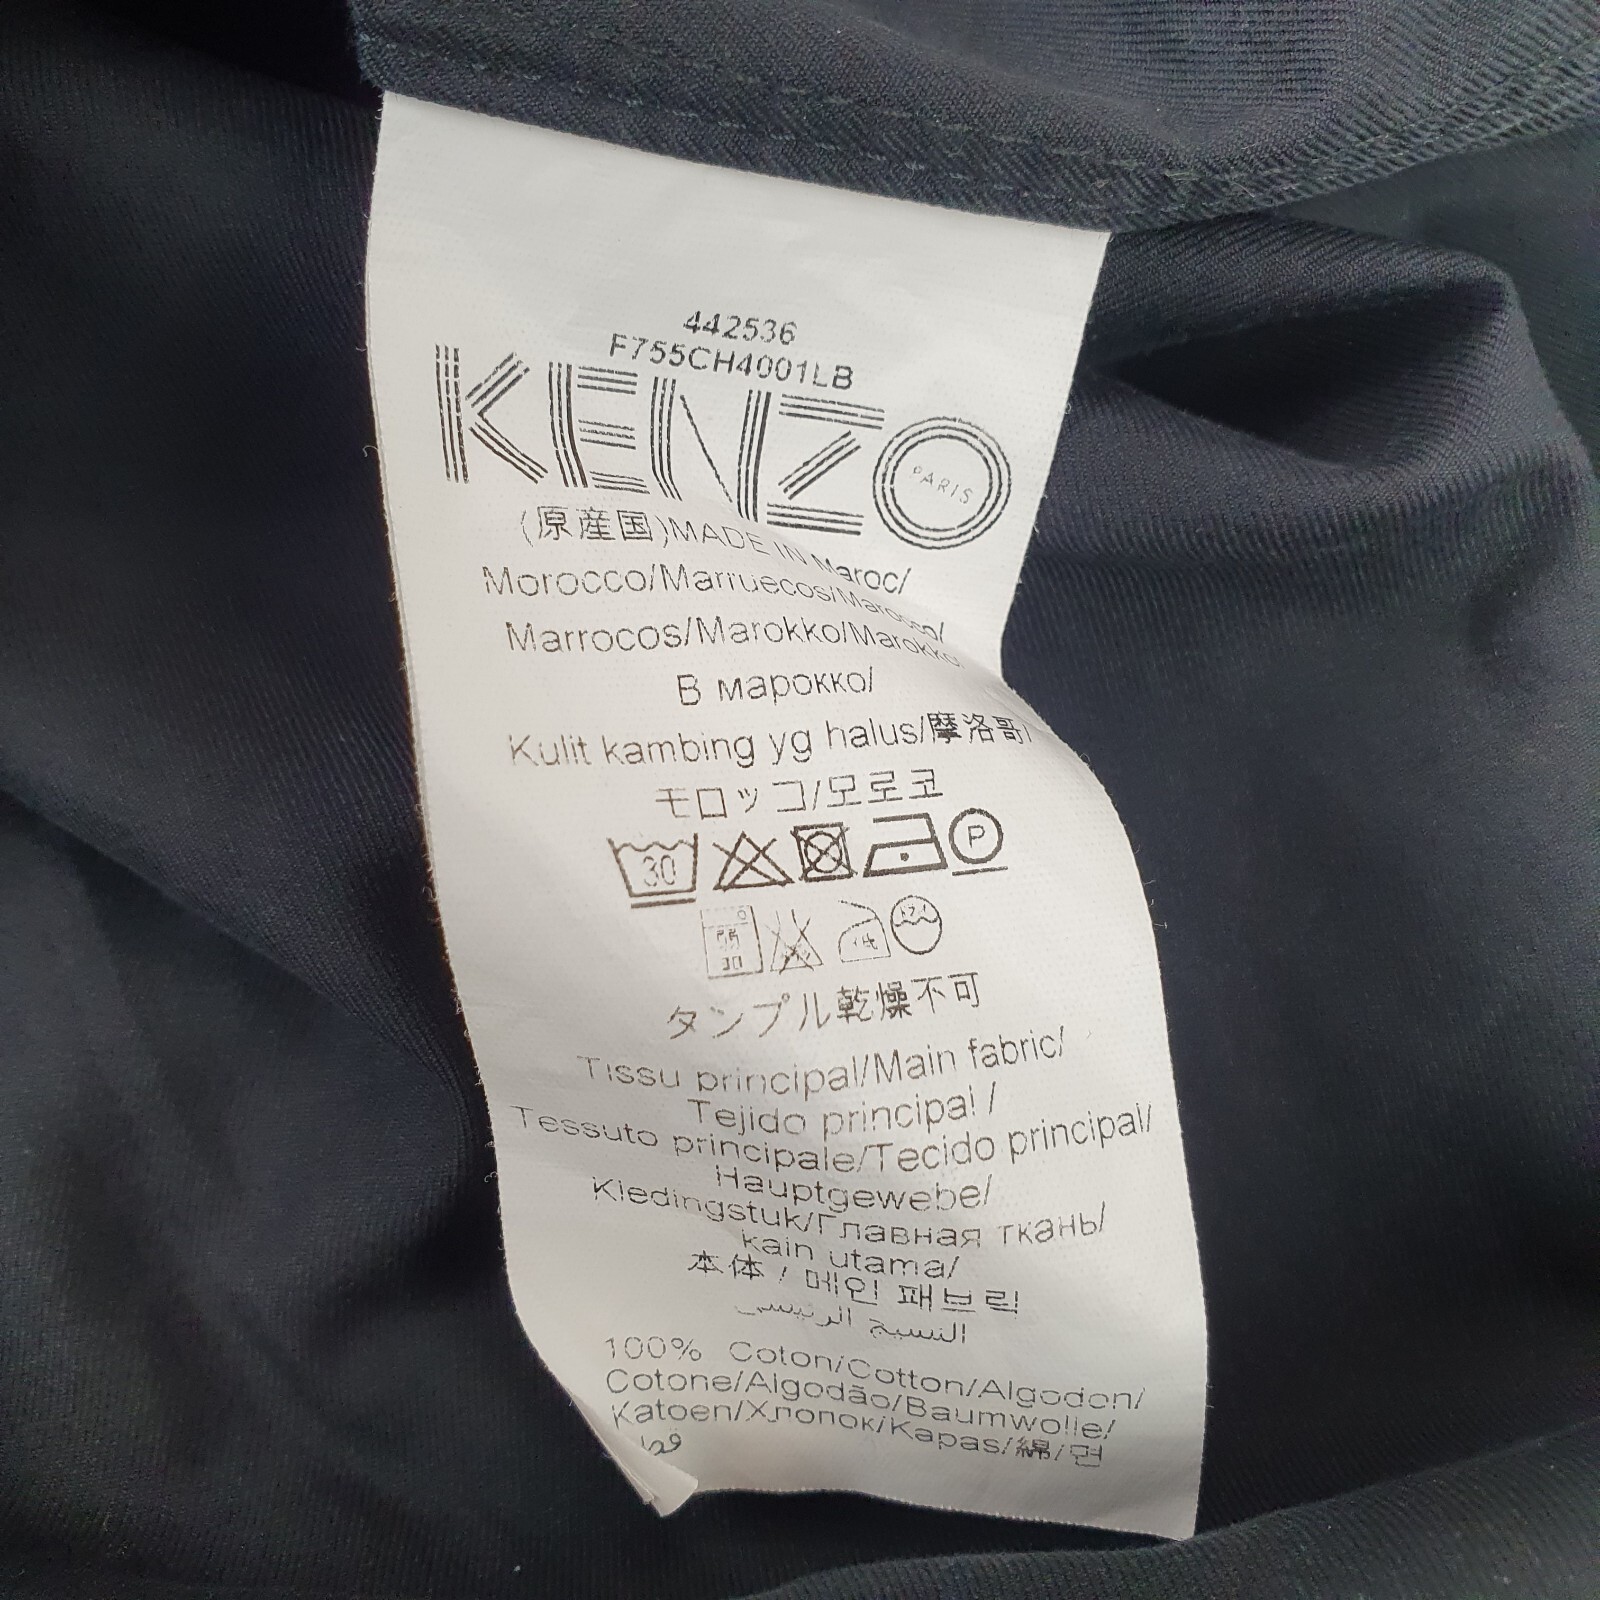 442536
F755CH4001LB
KENZO
PARIS
(原産国)MADE IN Maroc/
Morocco/Marruecos/Marocco/
Marrocos/Marokko/Marokko/
В марокко/
Kulit kambing yg halus/摩洛哥/
モロッコ/모로코
30 P
30
タンブル乾燥不可
Tissu principal/Main fabric/
Tejido principal /
Tessuto principale/Tecido principal/
Hauptgewebe/
Kledingstuk/Главная ткань/
kain utama/
本体 / 메인 패브릭
النسيج الرئيسي
100% Coton/Cotton/Algodon/
Cotone/Algodão/Baumwolle/
Katoen/Хлопок/Kapas/綿/면